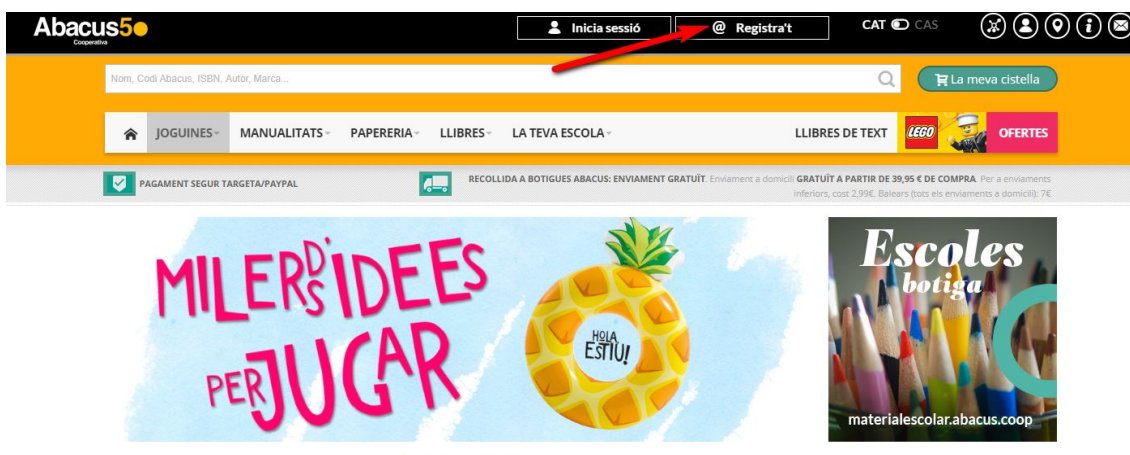 Abacus50
Cooperativa
Inicia sessió
@ Registra't
CAT CAS
Nom, Codi Abacus, ISBN, Autor, Marca...
La meva cistella
JOGUINES MANUALITATS PAPERERIA LLIBRES LA TEVA ESCOLA LLIBRES DE TEXT LEGO OFERTES
PAGAMENT SEGUR TARGETA/PAYPAL
RECOLLIDA A BOTIGUES ABACUS: ENVIAMENT GRATUÏT. Enviament a domicili GRATUÏT A PARTIR DE 39,95 € DE COMPRA. Per a enviaments
inferiors, cost 2,99€. Balears (tots els enviaments a domicili): 7€
MILERS D'IDEES
PER JUGAR
HOLA
ESTIU!
Escoles
botiga
materialescolar.abacus.coop